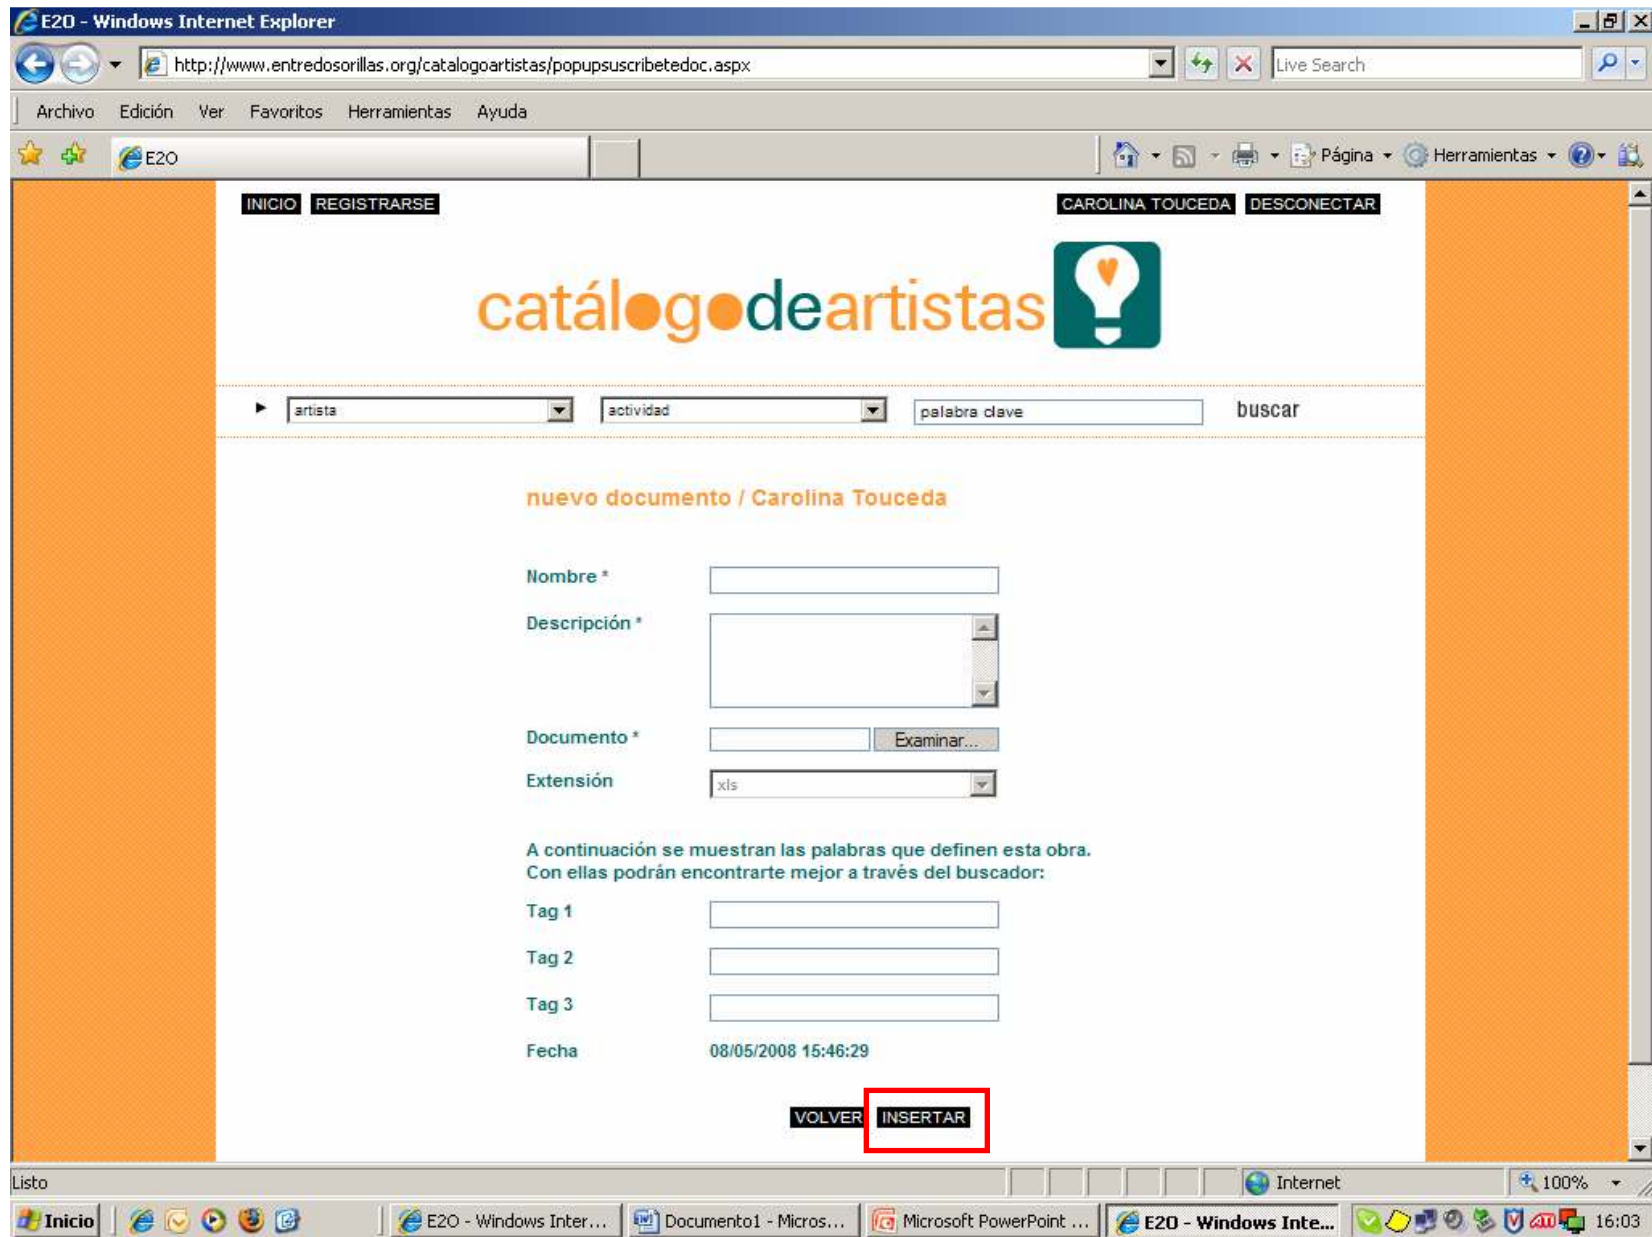 E2O - Windows Internet Explorer
http://www.entredosorillas.org/catalogoartistas/popupsuscribetedoc.aspx
Live Search
Archivo Edición Ver Favoritos Herramientas Ayuda
E2O
Página Herramientas
INICIO REGISTRARSE CAROLINA TOUCEDA DESCONECTAR
catálogodeartistas
artista actividad palabra clave buscar
nuevo documento / Carolina Touceda
Nombre *
Descripción *
Documento * Examinar...
Extensión xls
A continuación se muestran las palabras que definen esta obra.
Con ellas podrán encontrarte mejor a través del buscador:
Tag 1
Tag 2
Tag 3
Fecha 08/05/2008 15:46:29
VOLVER INSERTAR
Listo Internet 100%
Inicio E2O - Windows Inter... Documento1 - Micros... Microsoft PowerPoint ... E2O - Windows Inte... 16:03